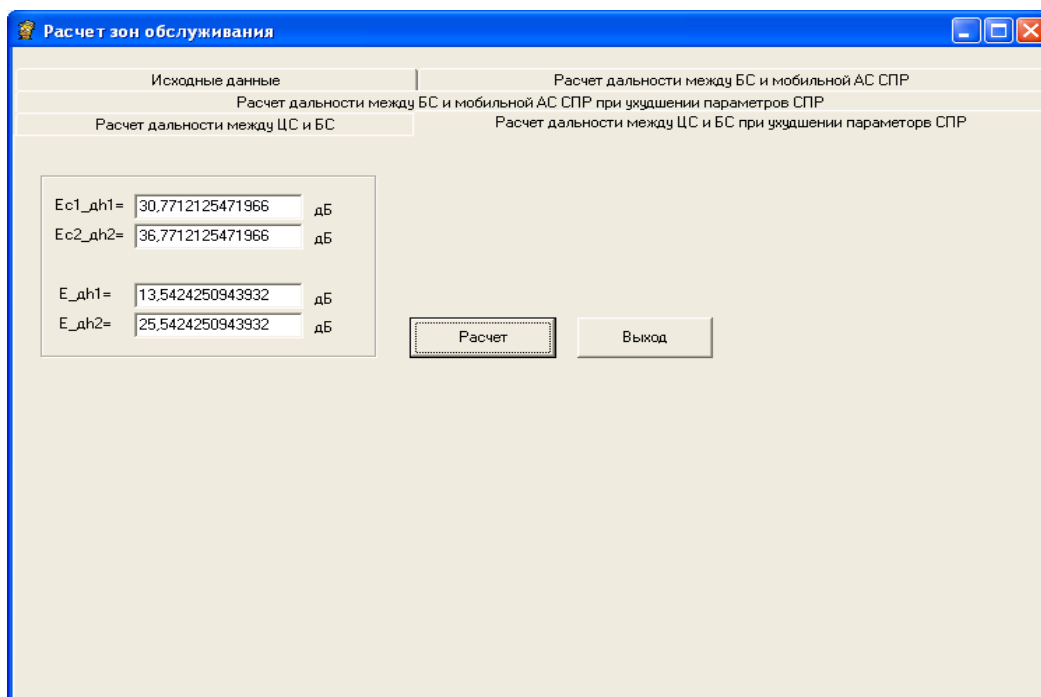 Расчет зон обслуживания
Исходные данные
Расчет дальности между БС и мобильной АС СПР
Расчет дальности между БС и мобильной АС СПР при ухудшении параметров СПР
Расчет дальности между ЦС и БС
Расчет дальности между ЦС и БС при ухудшении параметорв СПР
Ec1_дh1= 30,7712125471966 дБ
Ec2_дh2= 36,7712125471966 дБ
E_дh1= 13,5424250943932 дБ
E_дh2= 25,5424250943932 дБ
Расчет
Выход